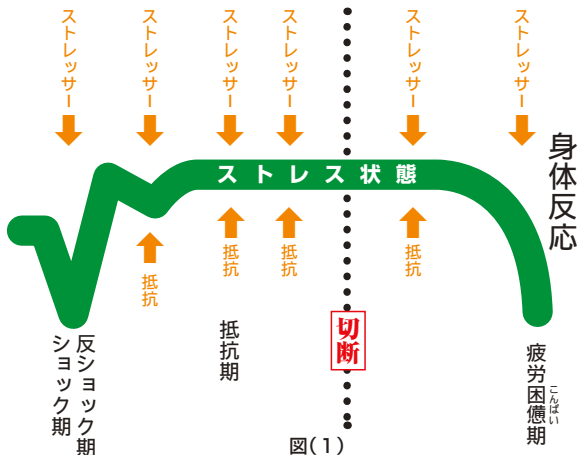 ストレッサー
ストレッサー
ストレッサー
ストレッサー
ストレッサー
ストレッサー
身体反応
ストレス状態
抵抗
抵抗
抵抗
抵抗
ショック期
反ショック期
抵抗期
切断
疲労困憊期
こんぱい
図(1)